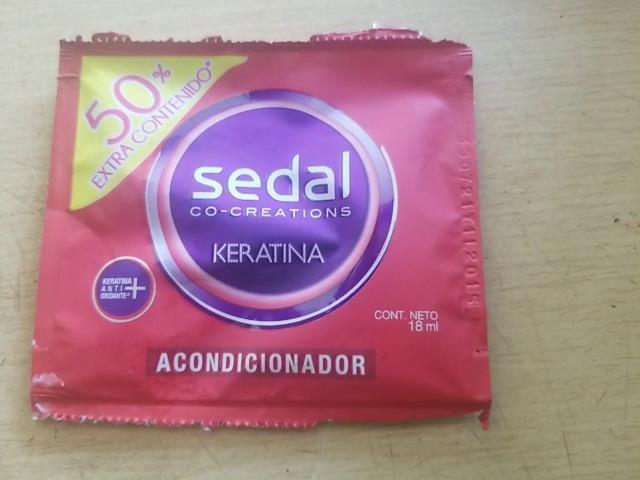 50%
EXTRA CONTENIDO*
sedal
CO-CREATIONS
KERATINA
KERATINA
ANTI
OXIDANTE
+
CONT. NETO
18 ml
ACONDICIONADOR